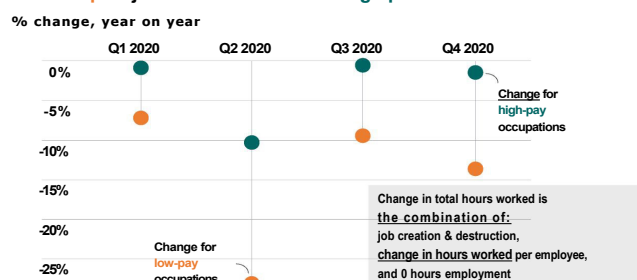 % change, year on year
Q1 2020 Q2 2020 Q3 2020 Q4 2020
0%
-5%
-10%
-15%
-20%
-25%
Change for
high-pay
occupations
Change for
low-pay
occupations
Change in total hours worked is
the combination of:
job creation & destruction,
change in hours worked per employee,
and 0 hours employment